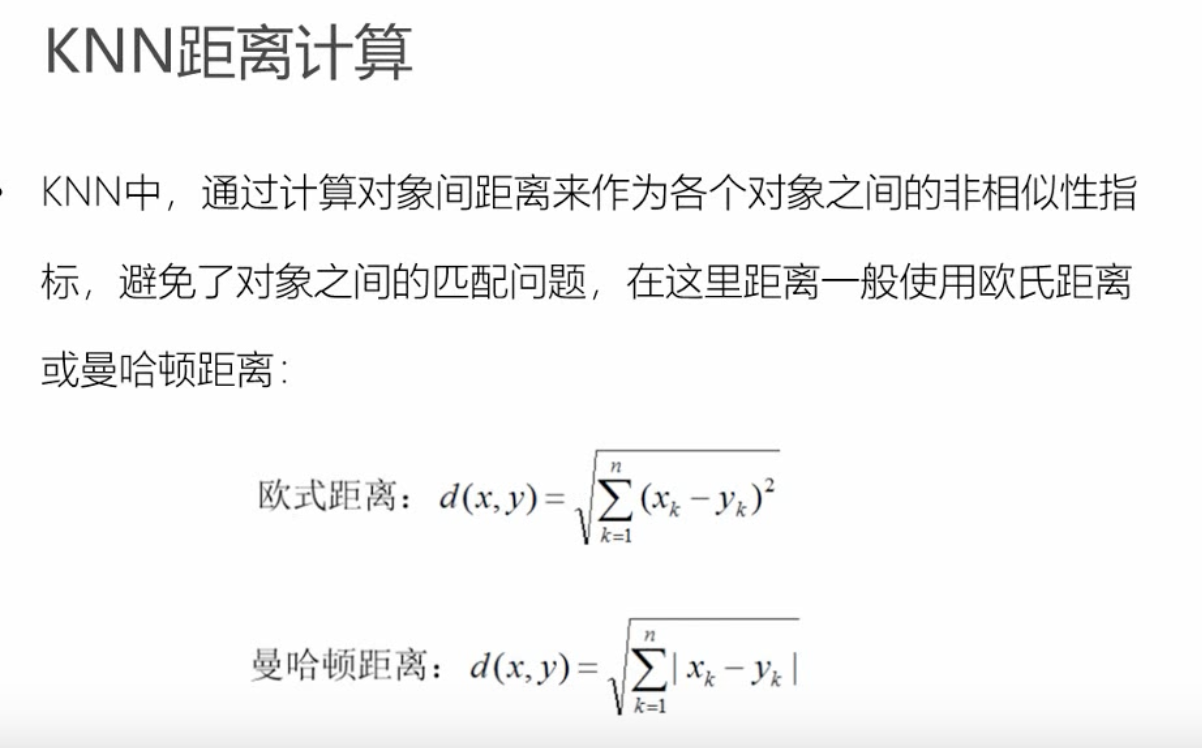 KNN距离计算
• KNN中，通过计算对象间距离来作为各个对象之间的非相似性指
标，避免了对象之间的匹配问题，在这里距离一般使用欧氏距离
或曼哈顿距离：
欧式距离：d(x,y)=√(∑_{k=1}^{n}(x_k−y_k)²)
曼哈顿距离：d(x,y)=√(∑_{k=1}^{n}|x_k−y_k|)